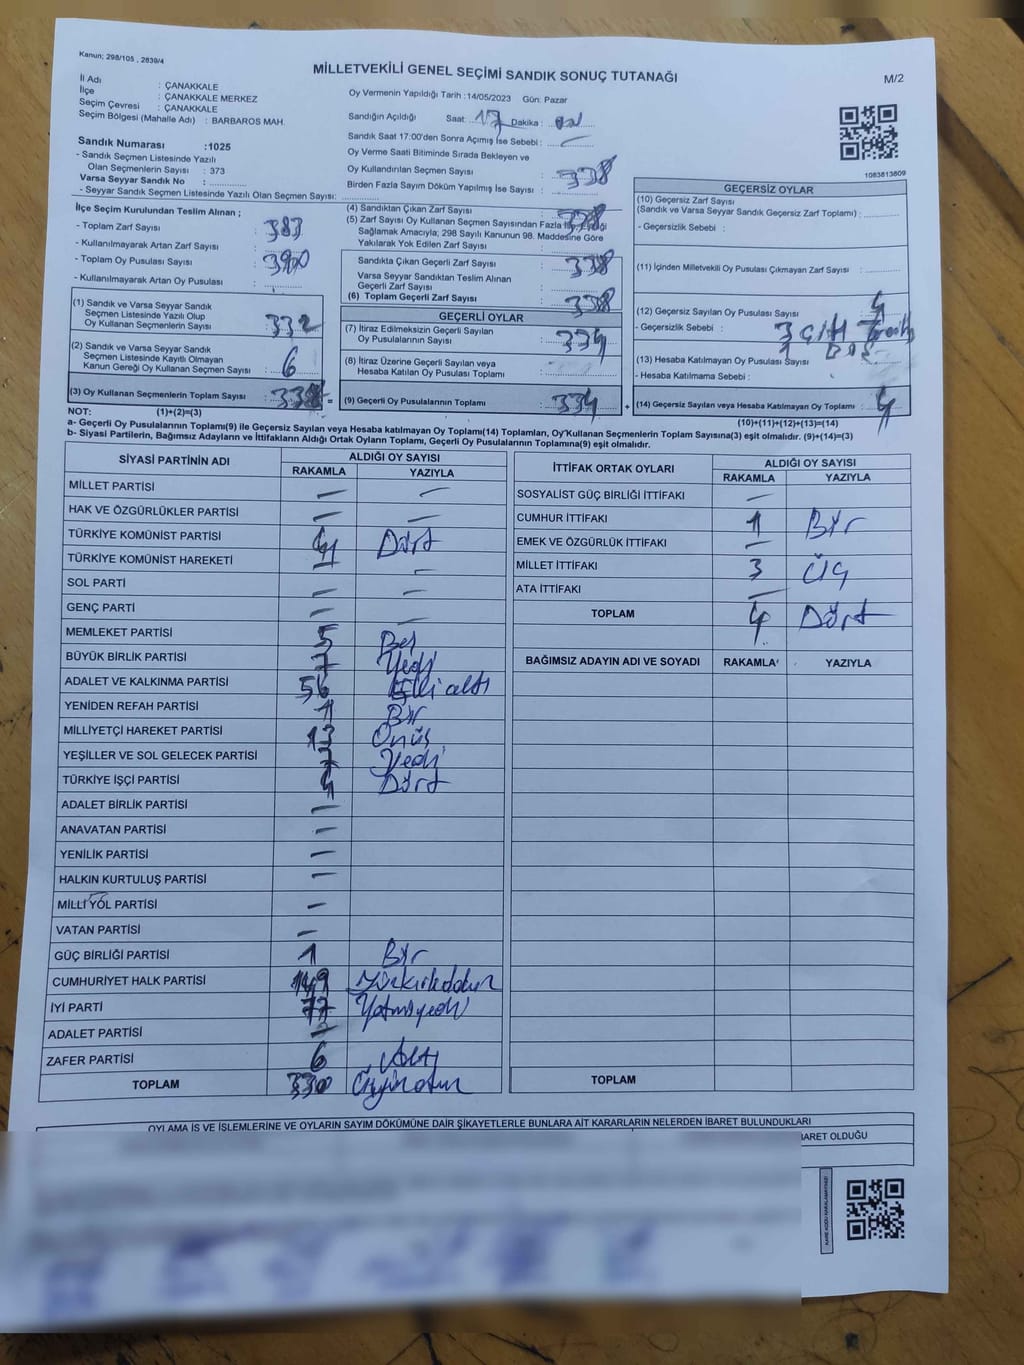 Kanun; 298/105 , 2839/4
MİLLETVEKİLİ GENEL SEÇİMİ SANDIK SONUÇ TUTANAĞI
M/2
İl Adı : ÇANAKKALE
İlçe : ÇANAKKALE MERKEZ
Seçim Çevresi : ÇANAKKALE
Seçim Bölgesi (Mahalle Adı) : BARBAROS MAH.
Oy Vermenin Yapıldığı Tarih :14/05/2023 Gün: Pazar
Sandığın Açıldığı Saat : 17 Dakika :
Sandık Saat 17:00'den Sonra Açılmış İse Sebebi : —
Oy Verme Saati Bitiminde Sırada Bekleyen ve
Oy Kullandırılan Seçmen Sayısı : 338
Birden Fazla Sayım Döküm Yapılmış İse Sayısı :
Sandık Numarası :1025
- Sandık Seçmen Listesinde Yazılı
Olan Seçmenlerin Sayısı : 373
Varsa Seyyar Sandık No :
- Seyyar Sandık Seçmen Listesinde Yazılı Olan Seçmen Sayısı:
1083813809
İlçe Seçim Kurulundan Teslim Alınan ;
- Toplam Zarf Sayısı : 383
- Kullanılmayarak Artan Zarf Sayısı :
- Toplam Oy Pusulası Sayısı : 390
- Kullanılmayarak Artan Oy Pusulası :
(1) Sandık ve Varsa Seyyar Sandık
Seçmen Listesinde Yazılı Olup
Oy Kullanan Seçmenlerin Sayısı : 332
(2) Sandık ve Varsa Seyyar Sandık
Seçmen Listesinde Kayıtlı Olmayan
Kanun Gereği Oy Kullanan Seçmen Sayısı : 6
(3) Oy Kullanan Seçmenlerin Toplam Sayısı : 338 =
(4) Sandıktan Çıkan Zarf Sayısı : 338
(5) Zarf Sayısı Oy Kullanan Seçmen Sayısından Fazla İse, Eşitliği
Sağlamak Amacıyla; 298 Sayılı Kanunun 98. Maddesine Göre
Yakılarak Yok Edilen Zarf Sayısı :
Sandıkta Çıkan Geçerli Zarf Sayısı : 338
Varsa Seyyar Sandıktan Teslim Alınan
Geçerli Zarf Sayısı :
(6) Toplam Geçerli Zarf Sayısı : 338
GEÇERLİ OYLAR
(7) İtiraz Edilmeksizin Geçerli Sayılan
Oy Pusulalarının Sayısı : 334
(8) İtiraz Üzerine Geçerli Sayılan veya
Hesaba Katılan Oy Pusulası Toplamı :
(9) Geçerli Oy Pusulalarının Toplamı : 334 +
GEÇERSİZ OYLAR
(10) Geçersiz Zarf Sayısı
(Sandık ve Varsa Seyyar Sandık Geçersiz Zarf Toplamı) :
- Geçersizlik Sebebi :
(11) İçinden Milletvekili Oy Pusulası Çıkmayan Zarf Sayısı :
(12) Geçersiz Sayılan Oy Pusulası Sayısı : 4
- Geçersizlik Sebebi : 3
(13) Hesaba Katılmayan Oy Pusulası Sayısı :
- Hesaba Katılmama Sebebi :
(14) Geçersiz Sayılan veya Hesaba Katılmayan Oy Toplamı : 4
NOT: (1)+(2)=(3)
(10)+(11)+(12)+(13)=(14)
a- Geçerli Oy Pusulalarının Toplamı(9) ile Geçersiz Sayılan veya Hesaba katılmayan Oy Toplamı(14) Toplamları, Oy Kullanan Seçmenlerin Toplam Sayısına(3) eşit olmalıdır. (9)+(14)=(3)
b- Siyasi Partilerin, Bağımsız Adayların ve İttifakların Aldığı Ortak Oyların Toplamı, Geçerli Oy Pusulalarının Toplamına(9) eşit olmalıdır.
SİYASİ PARTİNİN ADI ALDIĞI OY SAYISI
RAKAMLA YAZIYLA
MİLLET PARTİSİ — —
HAK VE ÖZGÜRLÜKLER PARTİSİ — —
TÜRKİYE KOMÜNİST PARTİSİ 4 Dört
TÜRKİYE KOMÜNİST HAREKETİ — —
SOL PARTİ — —
GENÇ PARTİ — —
MEMLEKET PARTİSİ 5 Beş
BÜYÜK BİRLİK PARTİSİ 7 Yedi
ADALET VE KALKINMA PARTİSİ 56 Elli altı
YENİDEN REFAH PARTİSİ 1 Bir
MİLLİYETÇİ HAREKET PARTİSİ 13 Onüç
YEŞİLLER VE SOL GELECEK PARTİSİ 7 Yedi
TÜRKİYE İŞÇİ PARTİSİ 4 Dört
ADALET BİRLİK PARTİSİ —
ANAVATAN PARTİSİ —
YENİLİK PARTİSİ —
HALKIN KURTULUŞ PARTİSİ —
MİLLİ YOL PARTİSİ —
VATAN PARTİSİ —
GÜÇ BİRLİĞİ PARTİSİ 1 Bir
CUMHURİYET HALK PARTİSİ 149 Yüzkırkdokuz
İYİ PARTİ 77 Yetmişyedi
ADALET PARTİSİ —
ZAFER PARTİSİ 6 Altı
TOPLAM 330 Üçyüzotuz
İTTİFAK ORTAK OYLARI ALDIĞI OY SAYISI
RAKAMLA YAZIYLA
SOSYALİST GÜÇ BİRLİĞİ İTTİFAKI —
CUMHUR İTTİFAKI 1 Bir
EMEK VE ÖZGÜRLÜK İTTİFAKI —
MİLLET İTTİFAKI 3 Üç
ATA İTTİFAKI —
TOPLAM 4 Dört
BAĞIMSIZ ADAYIN ADI VE SOYADI RAKAMLA YAZIYLA
TOPLAM
OYLAMA İŞ VE İŞLEMLERİNE VE OYLARIN SAYIM DÖKÜMÜNE DAİR ŞİKAYETLERLE BUNLARA AİT KARARLARIN NELERDEN İBARET BULUNDUKLARI
BARET OLDUĞU